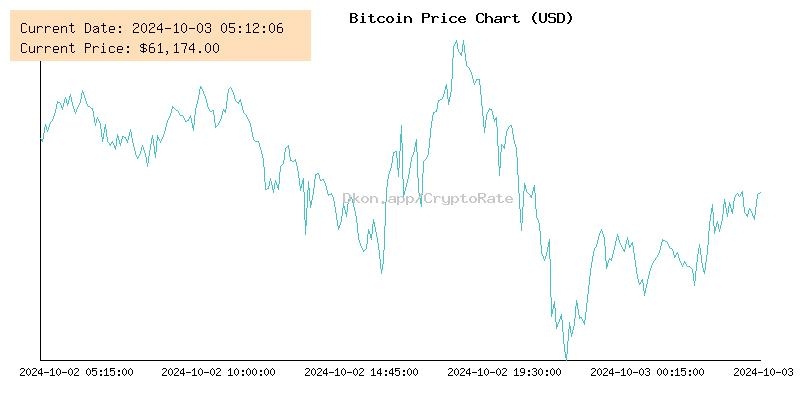 Bitcoin Price Chart (USD)
Current Date: 2024-10-03 05:12:06
Current Price: $61,174.00
Dkon.app/CryptoRate
2024-10-02 05:15:00 2024-10-02 10:00:00 2024-10-02 14:45:00 2024-10-02 19:30:00 2024-10-03 00:15:00 2024-10-03